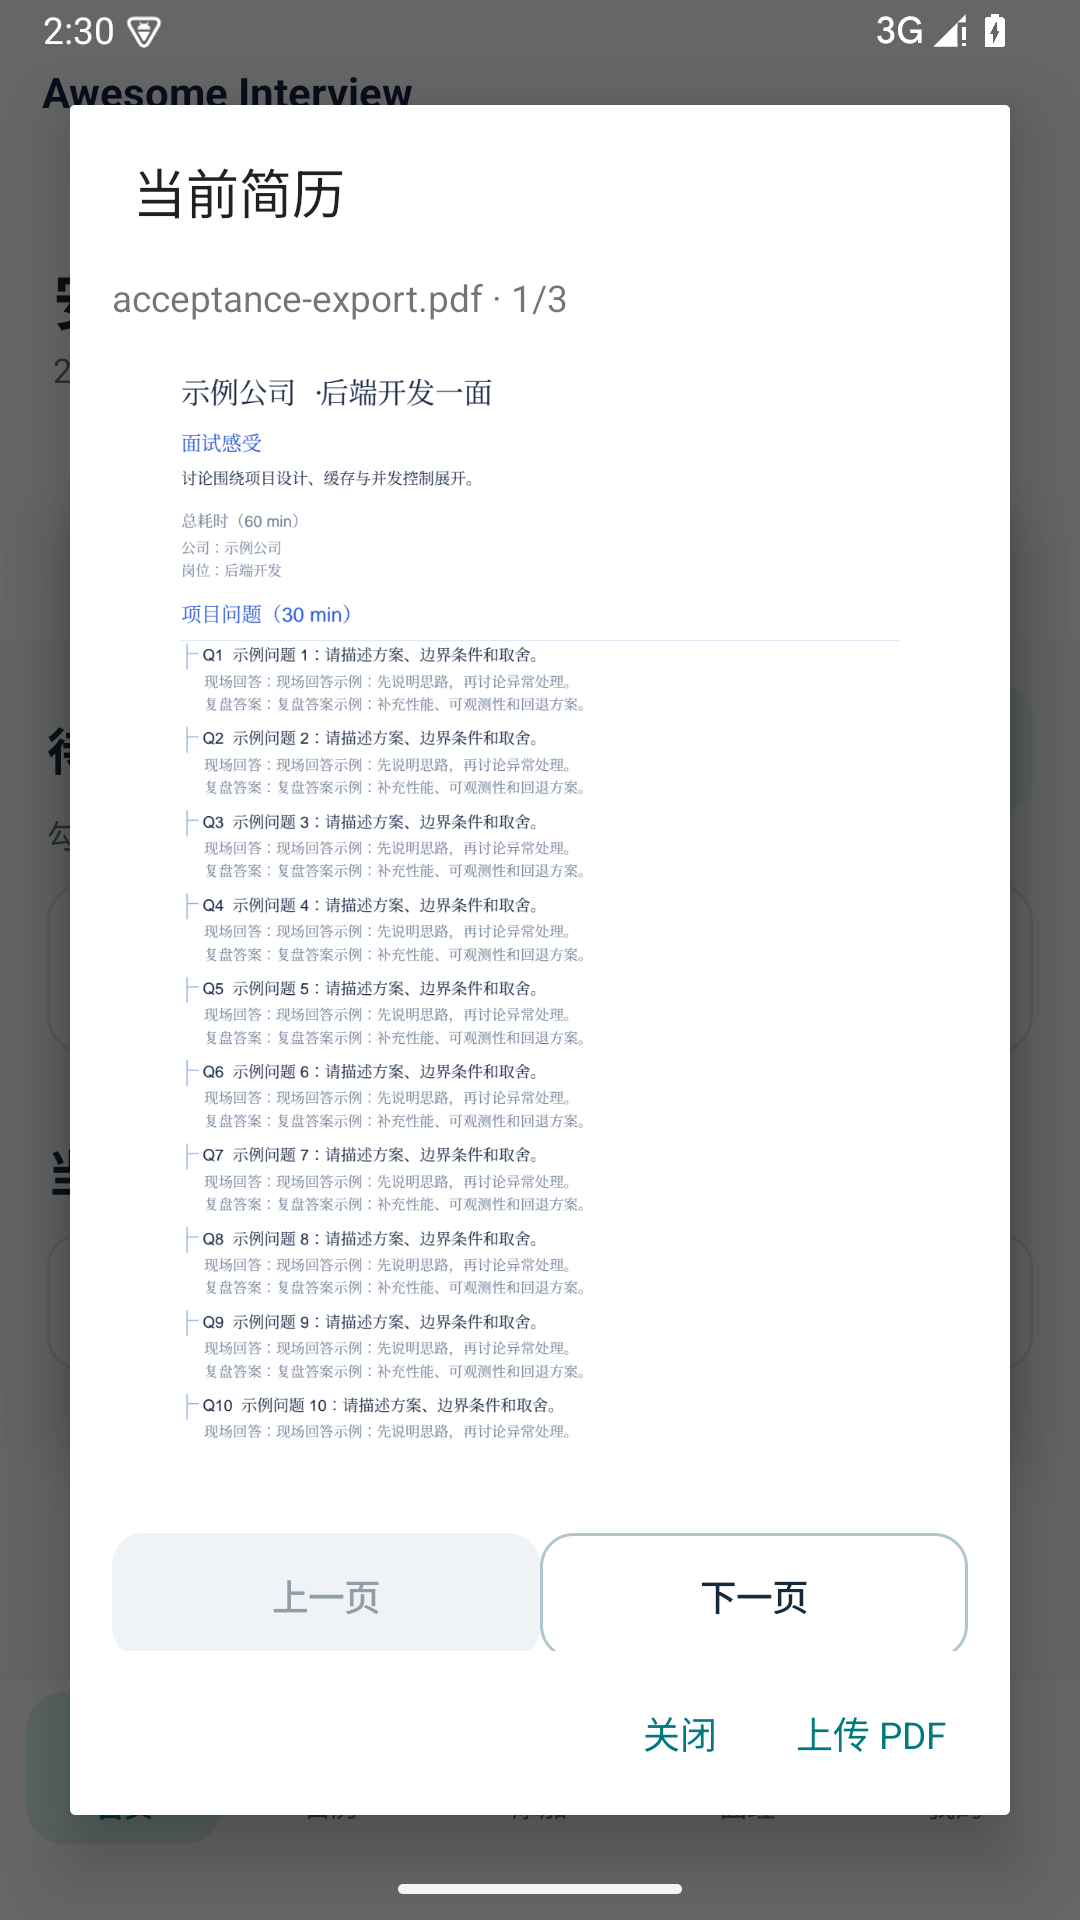 2:30
3G
Awesome Interview
当前简历
acceptance-export.pdf · 1/3
示例公司 ·后端开发一面
面试感受
讨论围绕项目设计、缓存与并发控制展开。
总耗时（60 min）
公司：示例公司
岗位：后端开发
项目问题（30 min）
Q1 示例问题 1：请描述方案、边界条件和取舍。
现场回答：现场回答示例：先说明思路，再讨论异常处理。
复盘答案：复盘答案示例：补充性能、可观测性和回退方案。
Q2 示例问题 2：请描述方案、边界条件和取舍。
现场回答：现场回答示例：先说明思路，再讨论异常处理。
复盘答案：复盘答案示例：补充性能、可观测性和回退方案。
Q3 示例问题 3：请描述方案、边界条件和取舍。
现场回答：现场回答示例：先说明思路，再讨论异常处理。
复盘答案：复盘答案示例：补充性能、可观测性和回退方案。
Q4 示例问题 4：请描述方案、边界条件和取舍。
现场回答：现场回答示例：先说明思路，再讨论异常处理。
复盘答案：复盘答案示例：补充性能、可观测性和回退方案。
Q5 示例问题 5：请描述方案、边界条件和取舍。
现场回答：现场回答示例：先说明思路，再讨论异常处理。
复盘答案：复盘答案示例：补充性能、可观测性和回退方案。
Q6 示例问题 6：请描述方案、边界条件和取舍。
现场回答：现场回答示例：先说明思路，再讨论异常处理。
复盘答案：复盘答案示例：补充性能、可观测性和回退方案。
Q7 示例问题 7：请描述方案、边界条件和取舍。
现场回答：现场回答示例：先说明思路，再讨论异常处理。
复盘答案：复盘答案示例：补充性能、可观测性和回退方案。
Q8 示例问题 8：请描述方案、边界条件和取舍。
现场回答：现场回答示例：先说明思路，再讨论异常处理。
复盘答案：复盘答案示例：补充性能、可观测性和回退方案。
Q9 示例问题 9：请描述方案、边界条件和取舍。
现场回答：现场回答示例：先说明思路，再讨论异常处理。
复盘答案：复盘答案示例：补充性能、可观测性和回退方案。
Q10 示例问题 10：请描述方案、边界条件和取舍。
现场回答：现场回答示例：先说明思路，再讨论异常处理。
上一页
下一页
关闭
上传 PDF